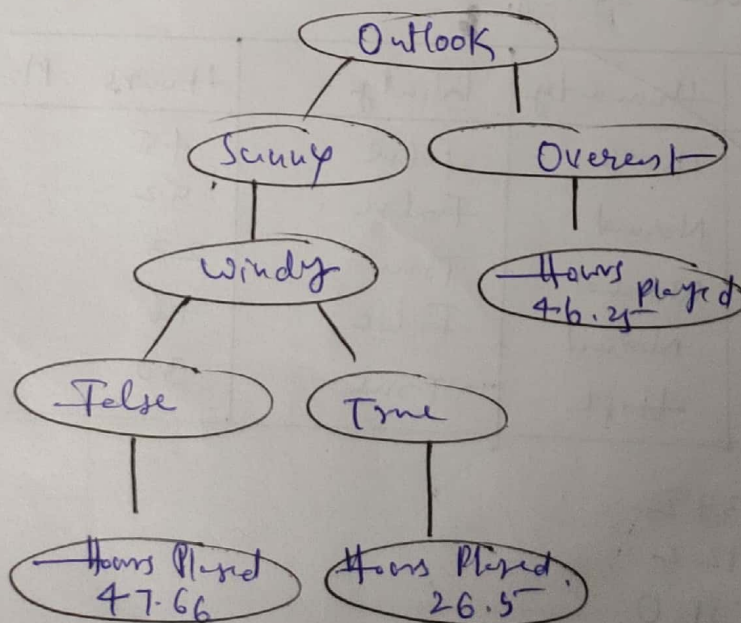 Outlook
Sunny
Overcast
Windy
Hours Played
46.25
False
True
Hours Played
47.66
Hours Played.
26.5